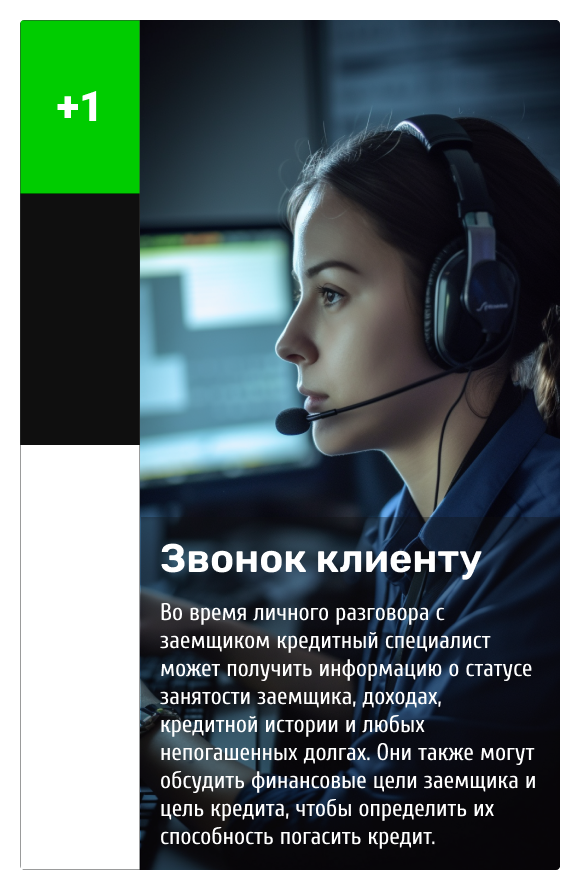 +1
Звонок клиенту
Во время личного разговора с
заемщиком кредитный специалист
может получить информацию о статусе
занятости заемщика, доходах,
кредитной истории и любых
непогашенных долгах. Они также могут
обсудить финансовые цели заемщика и
цель кредита, чтобы определить их
способность погасить кредит.